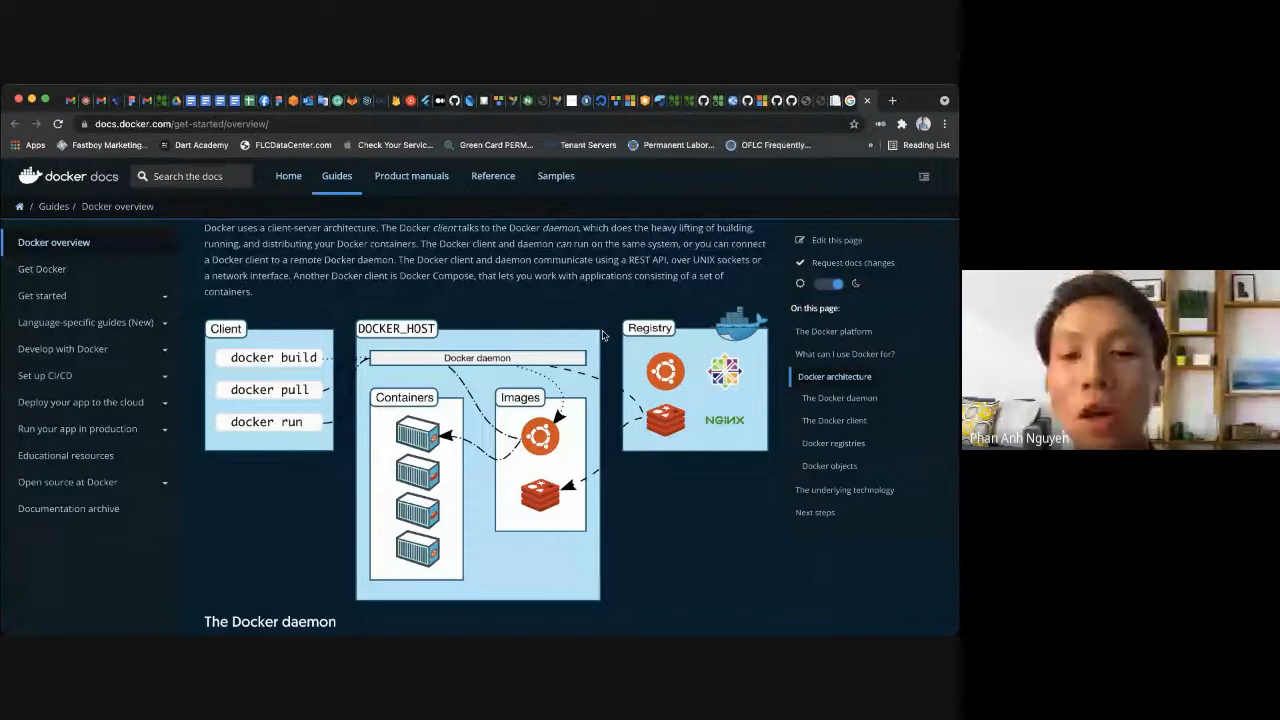 docs.docker.com/get-started/overview/
Apps
Fastboy Marketing...
Dart Academy
FLCDataCenter.com
Check Your Servic...
Green Card PERM...
Tenant Servers
Permanent Labor...
OFLC Frequently...
»
Reading List
docker docs
Search the docs
Home
Guides
Product manuals
Reference
Samples
/ Guides / Docker overview
Docker overview
Get Docker
Get started
Language-specific guides (New)
Develop with Docker
Set up CI/CD
Deploy your app to the cloud
Run your app in production
Educational resources
Open source at Docker
Documentation archive
Docker uses a client-server architecture. The Docker client talks to the Docker daemon, which does the heavy lifting of building,
running, and distributing your Docker containers. The Docker client and daemon can run on the same system, or you can connect
a Docker client to a remote Docker daemon. The Docker client and daemon communicate using a REST API, over UNIX sockets or
a network interface. Another Docker client is Docker Compose, that lets you work with applications consisting of a set of
containers.
Client
docker build
docker pull
docker run
DOCKER_HOST
Docker daemon
Containers
Images
Registry
NGINX
The Docker daemon
Edit this page
Request docs changes
On this page:
The Docker platform
What can I use Docker for?
Docker architecture
The Docker daemon
The Docker client
Docker registries
Docker objects
The underlying technology
Next steps
Phan Anh Nguyen